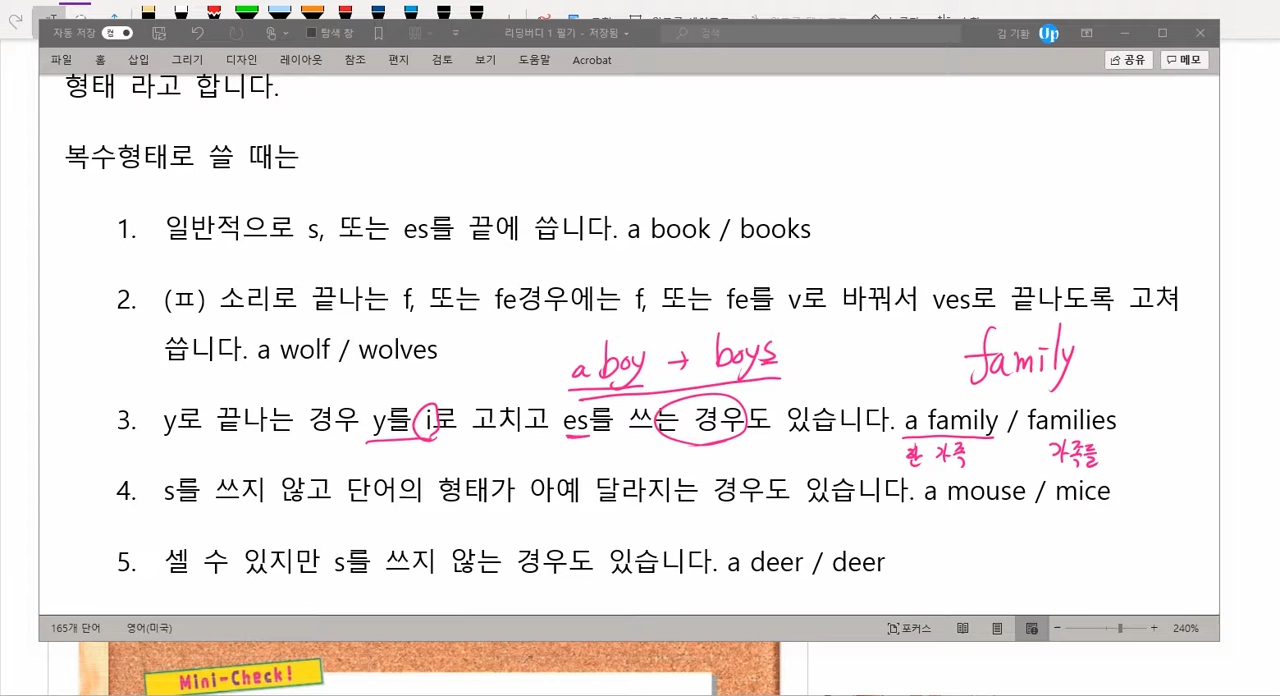 자동 저장 컴 탐색 창 리딩버디 1 필기 - 저장됨 검색 김 기환 Up
파일 홈 삽입 그리기 디자인 레이아웃 참조 편지 검토 보기 도움말 Acrobat 공유 메모
형태 라고 합니다.
복수형태로 쓸 때는
1. 일반적으로 s, 또는 es를 끝에 씁니다. a book / books
2. (ㅍ) 소리로 끝나는 f, 또는 fe경우에는 f, 또는 fe를 v로 바꿔서 ves로 끝나도록 고쳐
씁니다. a wolf / wolves
a boy → boys family
3. y로 끝나는 경우 y를 i로 고치고 es를 쓰는 경우도 있습니다. a family / families
한 가족 가족들
4. s를 쓰지 않고 단어의 형태가 아예 달라지는 경우도 있습니다. a mouse / mice
5. 셀 수 있지만 s를 쓰지 않는 경우도 있습니다. a deer / deer
165개 단어 영어(미국) 포커스 240%
Mini-Check!